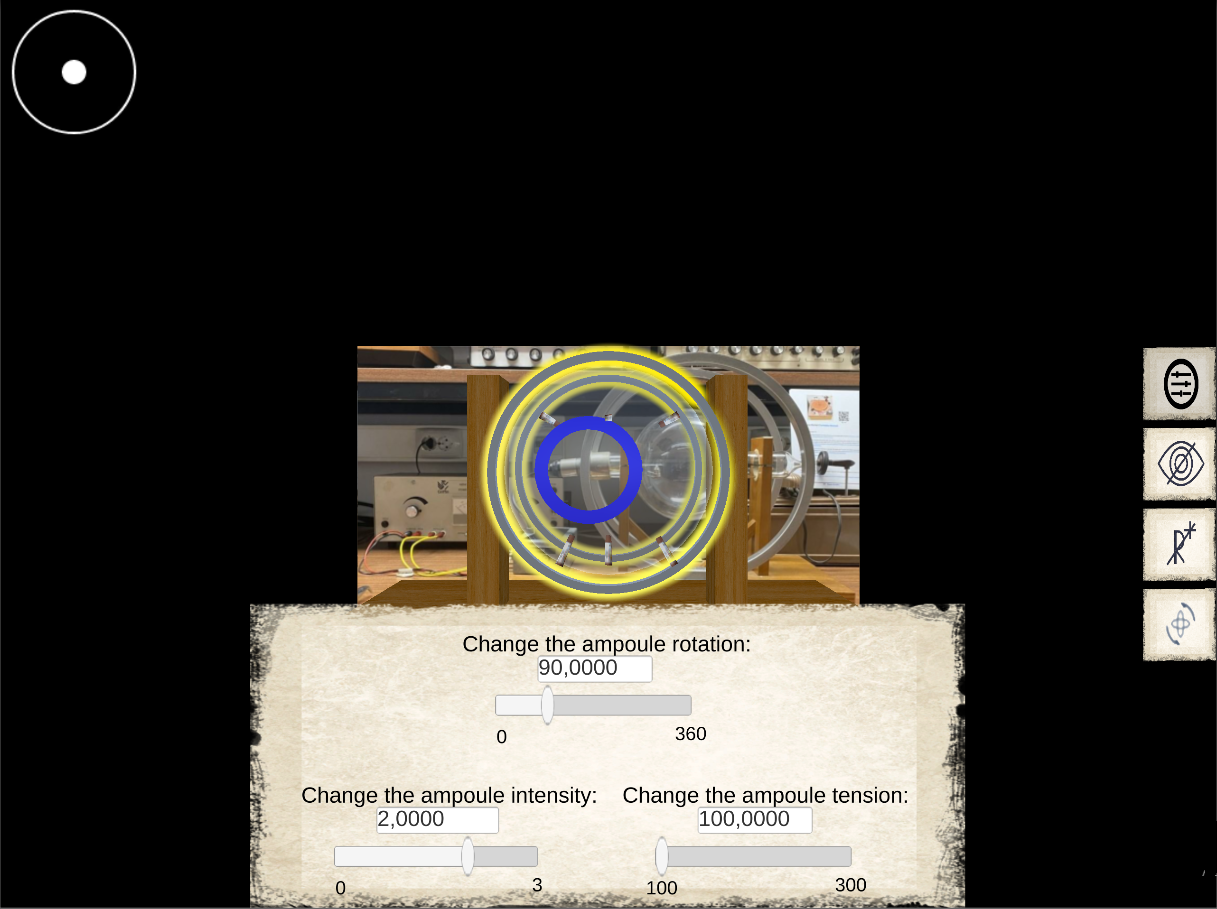 Change the ampoule rotation:
90,0000
0 360
Change the ampoule intensity: Change the ampoule tension:
2,0000 100,0000
0 3 100 300